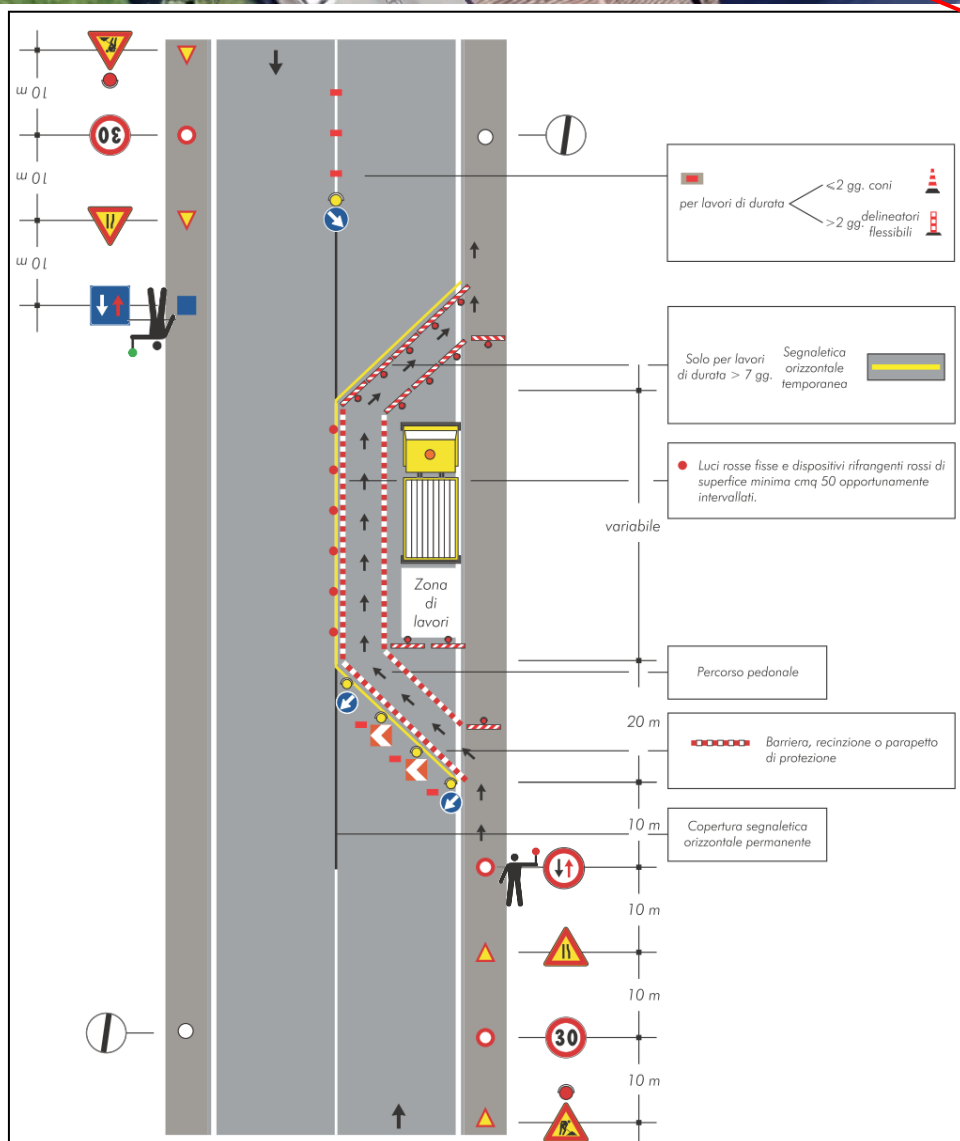 10 m
30
10 m
10 m
per lavori di durata
<2 gg. coni
>2 gg. delineatori
flessibili
Solo per lavori
di durata > 7 gg.
Segnaletica
orizzontale
temporanea
Luci rosse fisse e dispositivi rifrangenti rossi di
superfice minima cmq 50 opportunamente
intervallati.
variabile
Zona
di
lavori
Percorso pedonale
20 m
Barriera, recinzione o parapetto
di protezione
10 m
Copertura segnaletica
orizzontale permanente
10 m
10 m
30
10 m